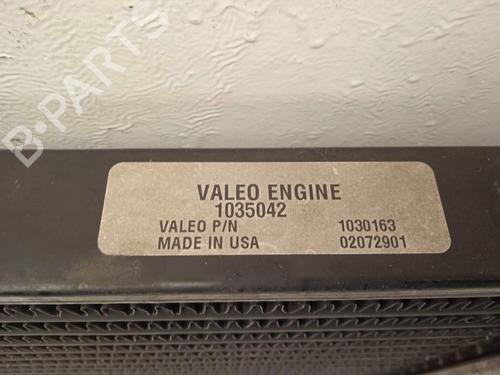 B-PARTS
VALEO ENGINE
1035042
VALEO P/N 1030163
MADE IN USA 02072901